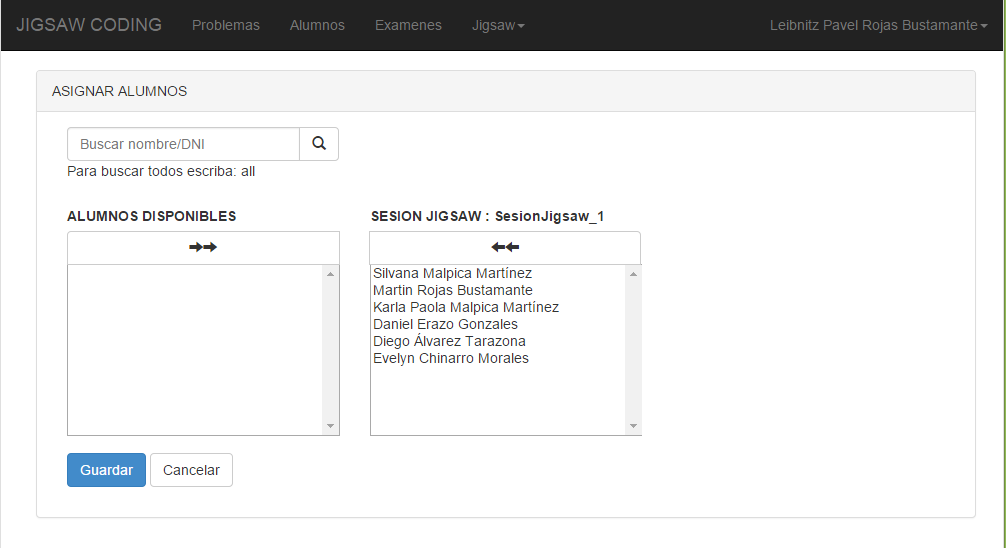 JIGSAW CODING Problemas Alumnos Examenes Jigsaw Leibnitz Pavel Rojas Bustamante
ASIGNAR ALUMNOS
Buscar nombre/DNI
Para buscar todos escriba: all
ALUMNOS DISPONIBLES
SESION JIGSAW : SesionJigsaw_1
Silvana Malpica Martínez
Martin Rojas Bustamante
Karla Paola Malpica Martínez
Daniel Erazo Gonzales
Diego Álvarez Tarazona
Evelyn Chinarro Morales
Guardar Cancelar